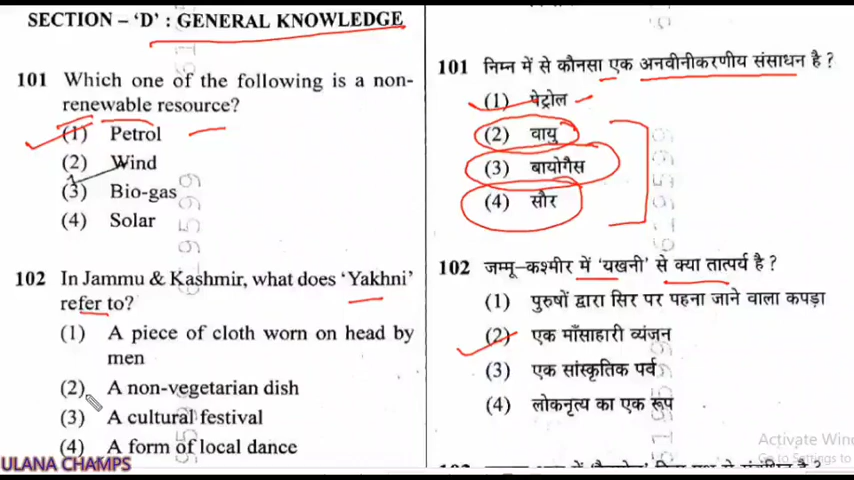 SECTION – 'D' : GENERAL KNOWLEDGE
101 Which one of the following is a non-
renewable resource?
(1) Petrol
(2) Wind
(3) Bio-gas
(4) Solar
102 In Jammu & Kashmir, what does 'Yakhni'
refer to?
(1) A piece of cloth worn on head by
men
(2) A non-vegetarian dish
(3) A cultural festival
(4) A form of local dance
101 निम्न में से कौनसा एक अनवीनीकरणीय संसाधन है ?
(1) पेट्रोल
(2) वायु
(3) बायोगैस
(4) सौर
102 जम्मू–कश्मीर में 'यखनी' से क्या तात्पर्य है ?
(1) पुरुषों द्वारा सिर पर पहना जाने वाला कपड़ा
(2) एक माँसाहारी व्यंजन
(3) एक सांस्कृतिक पर्व
(4) लोकनृत्य का एक रूप
ULANA CHAMPS
Activate Wind
Go to Settings to